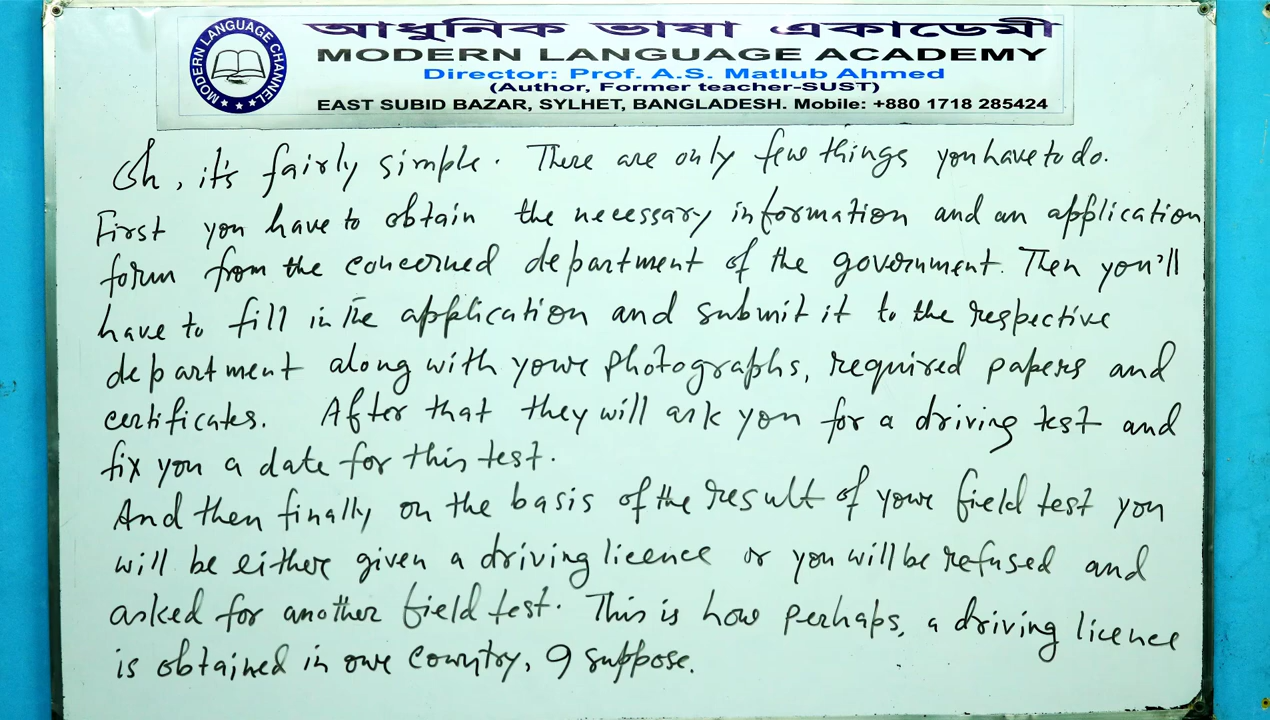 MODERN LANGUAGE CHANNEL
আধুনিক ভাষা একাডেমী
MODERN LANGUAGE ACADEMY
Director: Prof. A.S. Matlub Ahmed
(Author, Former teacher-SUST)
EAST SUBID BAZAR, SYLHET, BANGLADESH. Mobile: +880 1718 285424
Oh, it's fairly simple. There are only few things you have to do.
First you have to obtain the necessary information and an application
form from the concerned department of the government. Then you'll
have to fill in the application and submit it to the respective
department along with your photographs, required papers and
certificates. After that they will ask you for a driving test and
fix you a date for this test.
And then finally on the basis of the result of your field test you
will be either given a driving licence or you will be refused and
asked for another field test. This is how perhaps, a driving licence
is obtained in our country, I suppose.